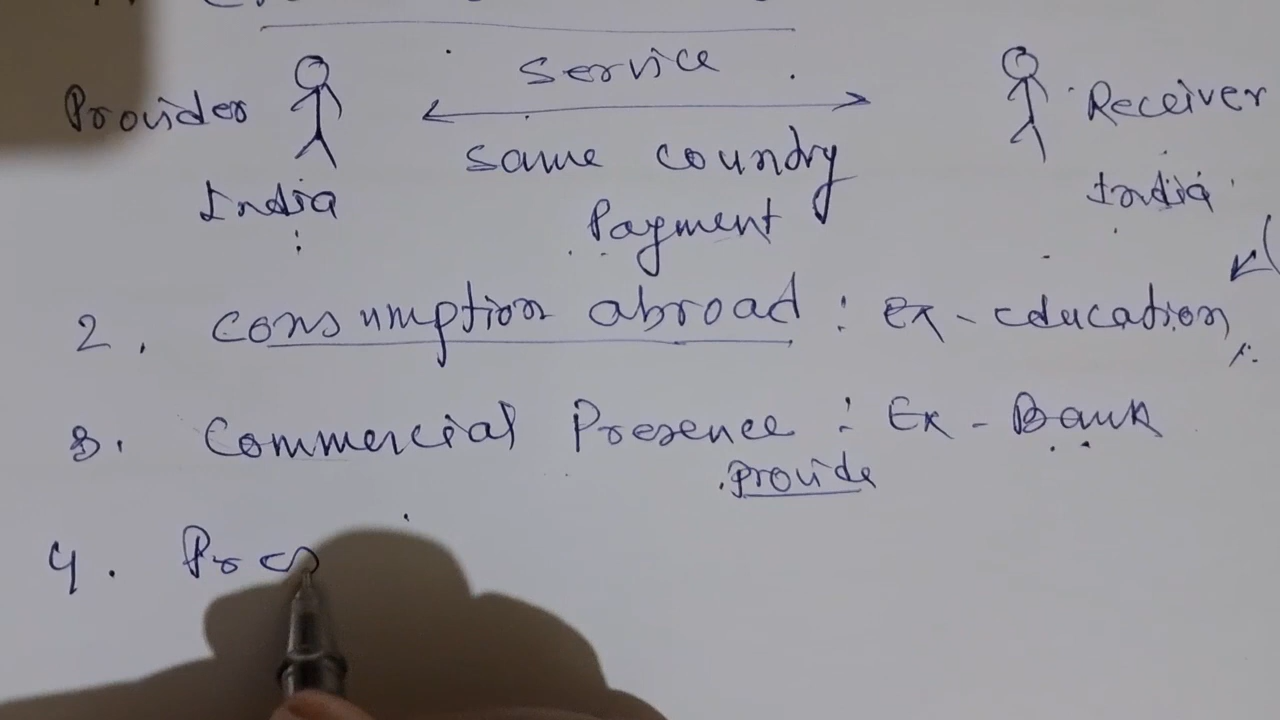 Provider Service Receiver
India same country India
Payment
2. Consumption abroad : Ex - education,
3. Commercial Presence : Ex - Bank
provide
4. Pre